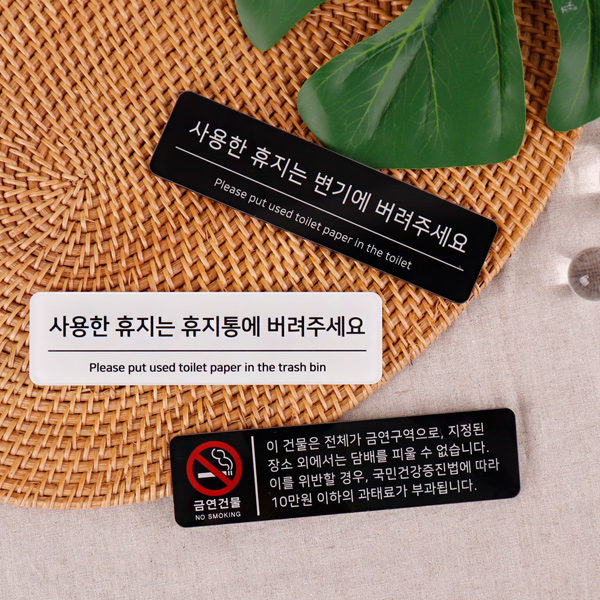 사용한 휴지는 변기에 버려주세요
Please put used toilet paper in the toilet
사용한 휴지는 휴지통에 버려주세요
Please put used toilet paper in the trash bin
금연건물
NO SMOKING
이 건물은 전체가 금연구역으로, 지정된
장소 외에서는 담배를 피울 수 없습니다.
이를 위반할 경우, 국민건강증진법에 따라
10만원 이하의 과태료가 부과됩니다.